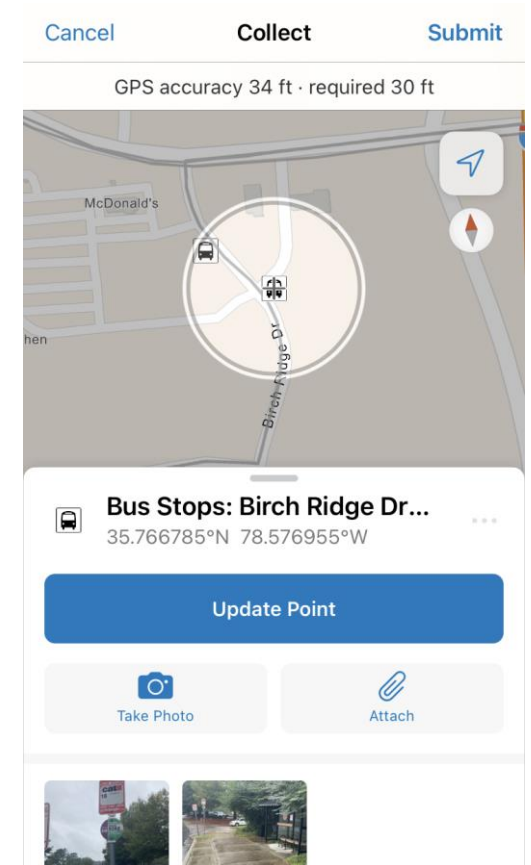 Cancel Collect Submit
GPS accuracy 34 ft · required 30 ft
McDonald's
hen
Birch Ridge Dr
Bus Stops: Birch Ridge Dr...
35.766785°N 78.576955°W
Update Point
Take Photo Attach